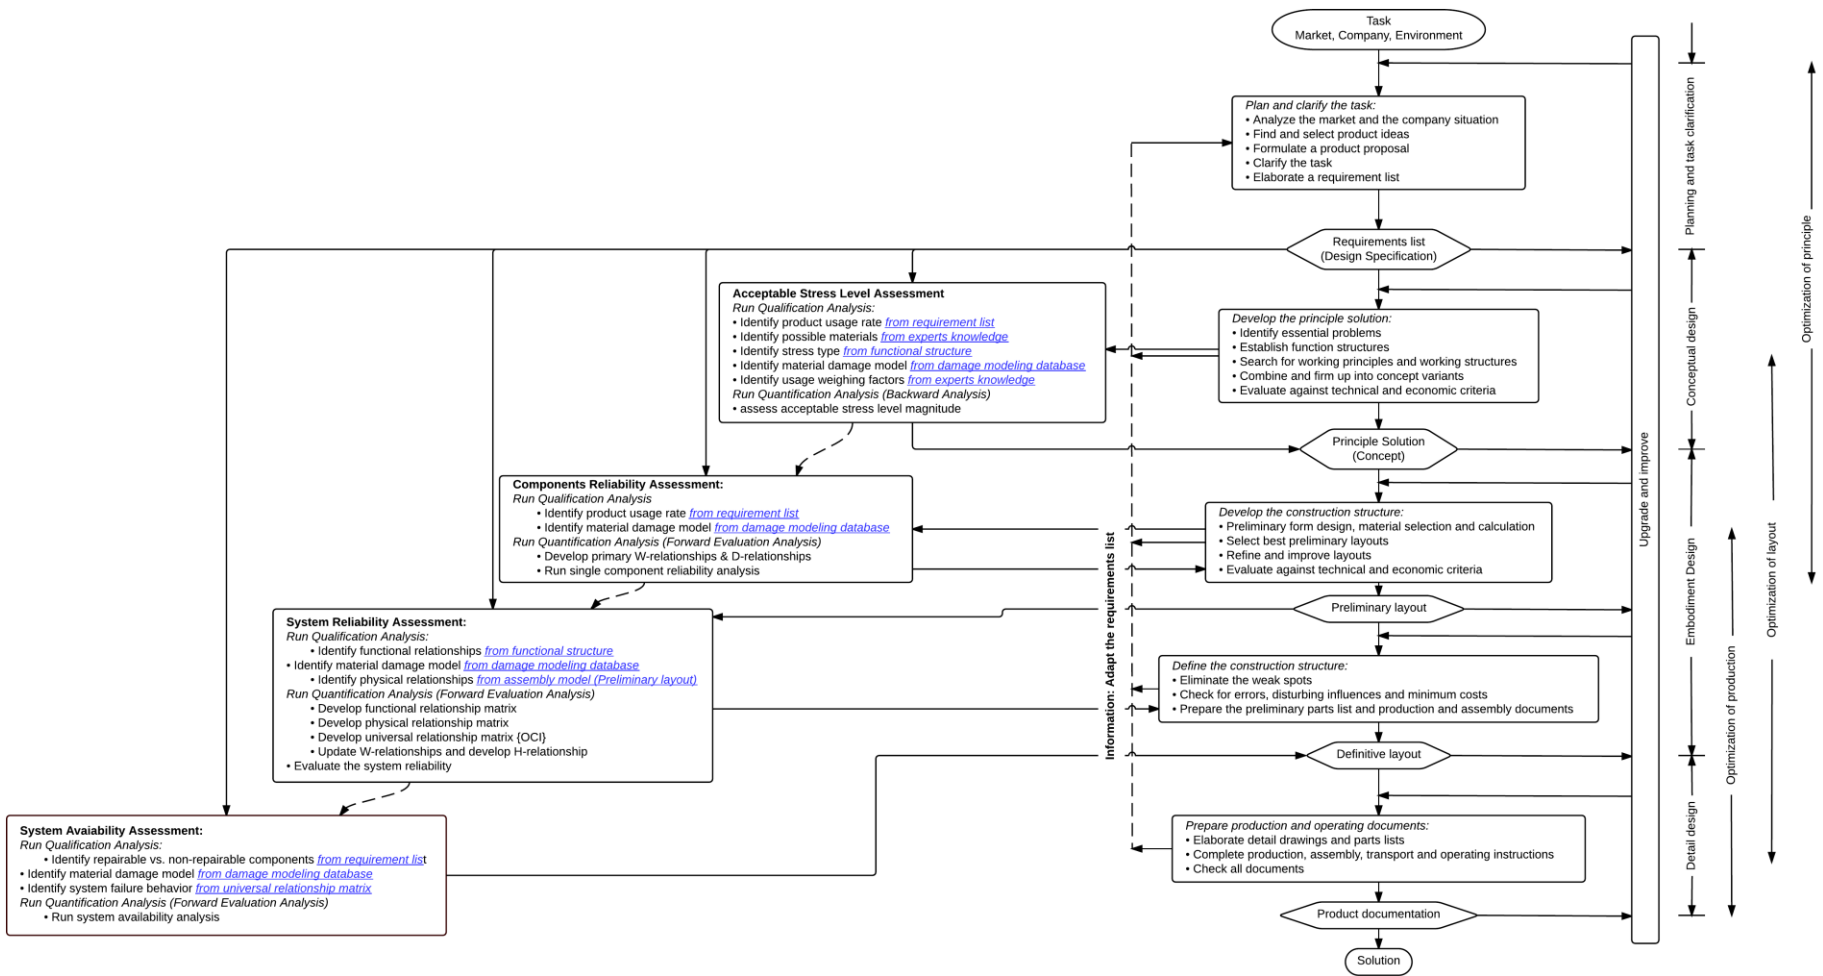 Task
Market, Company, Environment
Plan and clarify the task:
• Analyze the market and the company situation
• Find and select product ideas
• Formulate a product proposal
• Clarify the task
• Elaborate a requirement list
Requirements list
(Design Specification)
Acceptable Stress Level Assessment
Run Qualification Analysis:
• Identify product usage rate from requirement list
• Identify possible materials from experts knowledge
• Identify stress type from functional structure
• Identify material damage model from damage modeling database
• Identify usage weighing factors from experts knowledge
Run Quantification Analysis (Backward Analysis)
• assess acceptable stress level magnitude
Develop the principle solution:
• Identify essential problems
• Establish function structures
• Search for working principles and working structures
• Combine and firm up into concept variants
• Evaluate against technical and economic criteria
Principle Solution
(Concept)
Components Reliability Assessment:
Run Qualification Analysis
• Identify product usage rate from requirement list
• Identify material damage model from damage modeling database
Run Quantification Analysis (Forward Evaluation Analysis)
• Develop primary W-relationships & D-relationships
• Run single component reliability analysis
Develop the construction structure:
• Preliminary form design, material selection and calculation
• Select best preliminary layouts
• Refine and improve layouts
• Evaluate against technical and economic criteria
Preliminary layout
System Reliability Assessment:
Run Qualification Analysis:
• Identify functional relationships from functional structure
• Identify material damage model from damage modeling database
• Identify physical relationships from assembly model (Preliminary layout)
Run Quantification Analysis (Forward Evaluation Analysis)
• Develop functional relationship matrix
• Develop physical relationship matrix
• Develop universal relationship matrix {OCI}
• Update W-relationships and develop H-relationship
• Evaluate the system reliability
Define the construction structure:
• Eliminate the weak spots
• Check for errors, disturbing influences and minimum costs
• Prepare the preliminary parts list and production and assembly documents
Definitive layout
System Avaiability Assessment:
Run Qualification Analysis:
• Identify repairable vs. non-repairable components from requirement list
• Identify material damage model from damage modeling database
• Identify system failure behavior from universal relationship matrix
Run Quantification Analysis (Forward Evaluation Analysis)
• Run system availability analysis
Prepare production and operating documents:
• Elaborate detail drawings and parts lists
• Complete production, assembly, transport and operating instructions
• Check all documents
Product documentation
Solution
Information: Adapt the requirements list
Upgrade and improve
Planning and task clarification
Conceptual design
Embodiment Design
Detail design
Optimization of production
Optimization of layout
Optimization of principle